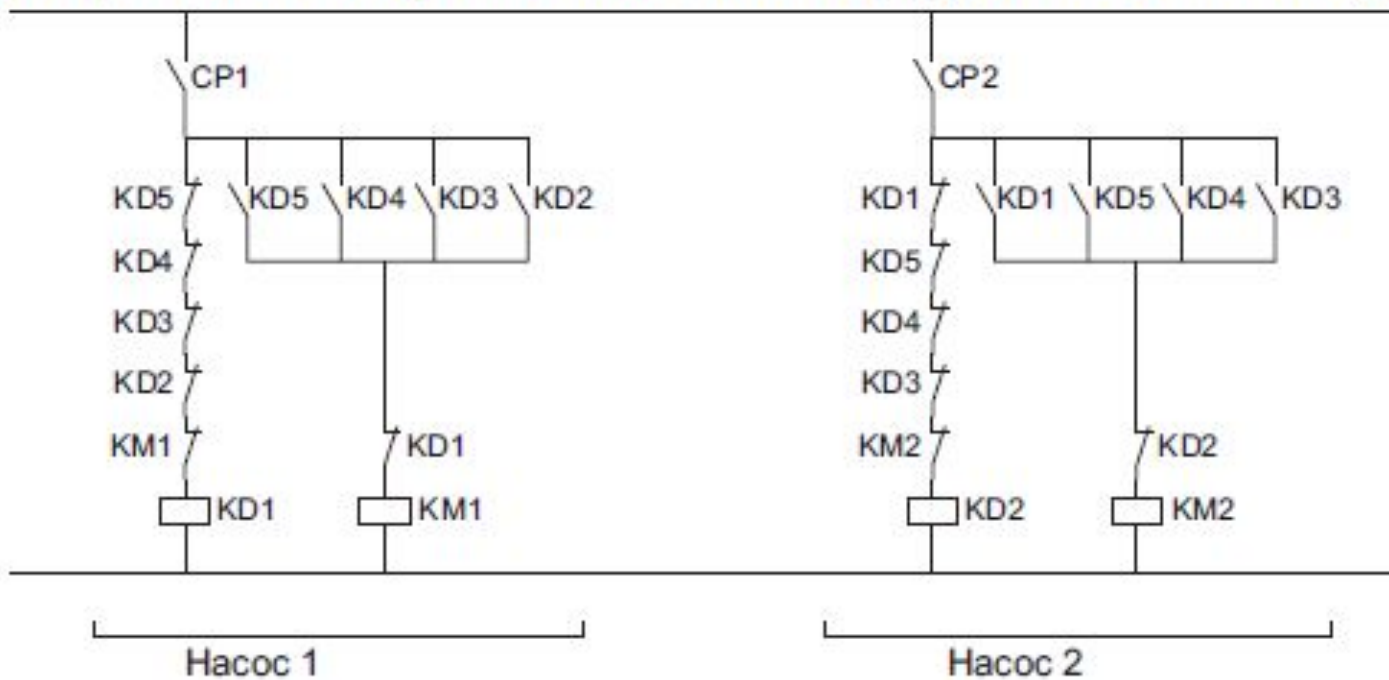 CP1
CP2
KD5 KD5 KD4 KD3 KD2
KD1 KD1 KD5 KD4 KD3
KD4
KD5
KD3
KD4
KD2
KD3
KM1 KD1
KM2 KD2
KD1 KM1
KD2 KM2
Насос 1
Насос 2